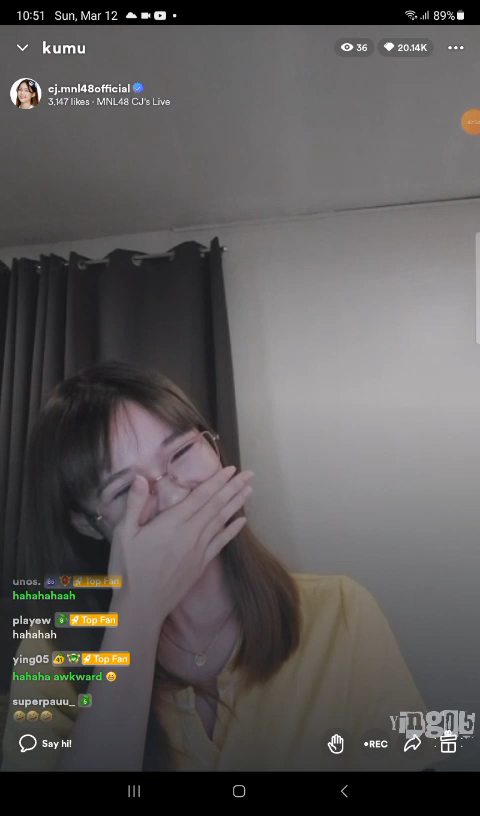 10:51 Sun, Mar 12 89%
kumu 36 20.14K
cj.mnl48official
3,147 likes · MNL48 CJ's Live
unos. Top Fan
hahahahaah
playew Top Fan
hahahah
ying05 Top Fan
hahaha awkward
superpauu_
Ying05
Say hi! •REC